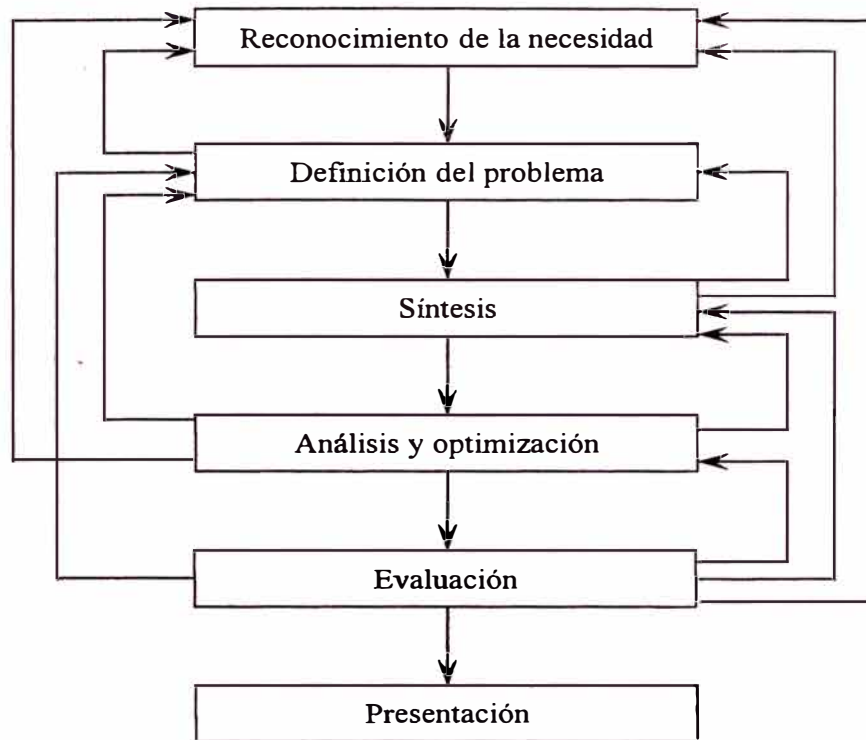 Reconocimiento de la necesidad
Definición del problema
Síntesis
Análisis y optimización
Evaluación
Presentación